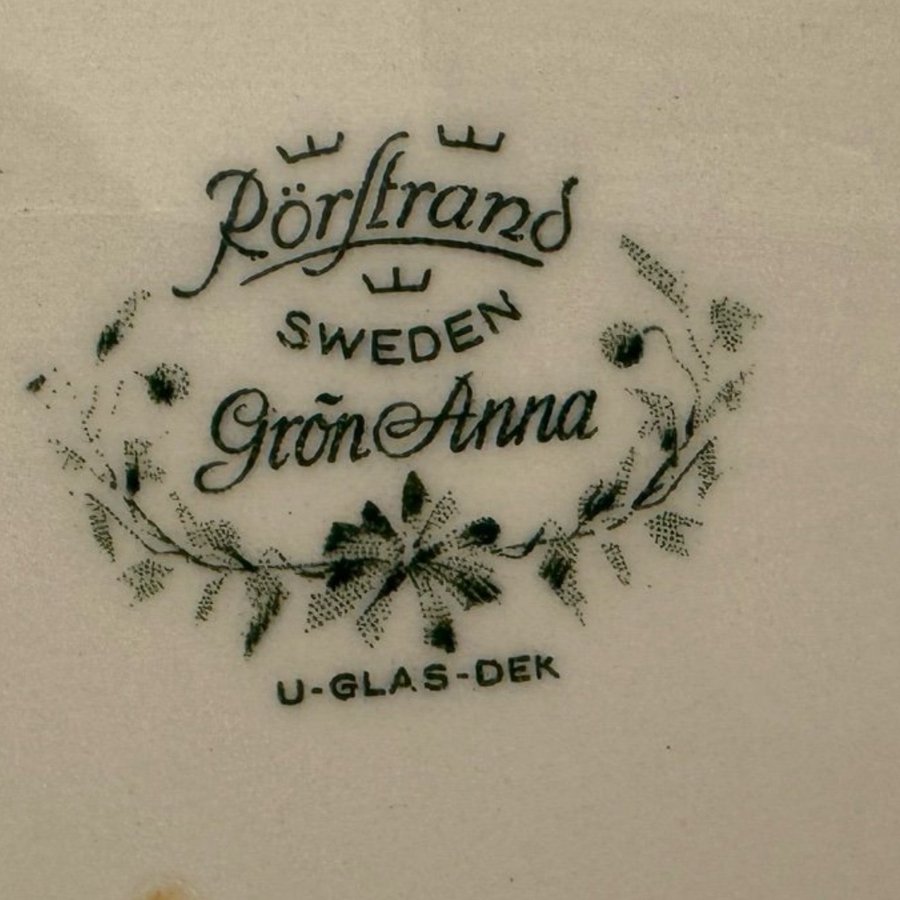 Rörstrand
SWEDEN
Grön Anna
U-GLAS-DEK